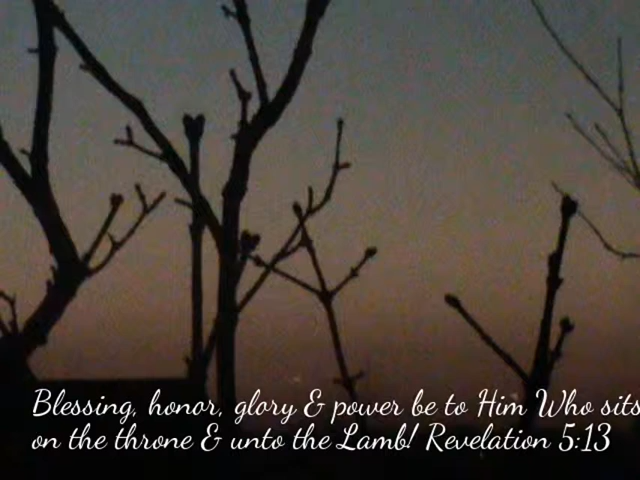 Blessing, honor, glory & power be to Him Who sits
on the throne & unto the Lamb! Revelation 5:13